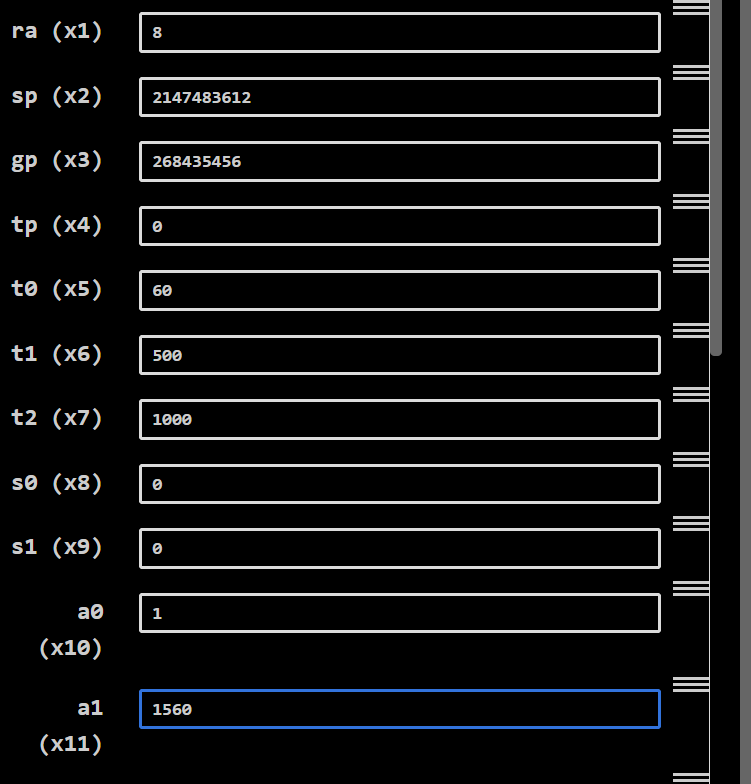 ra (x1) 8
sp (x2) 2147483612
gp (x3) 268435456
tp (x4) 0
t0 (x5) 60
t1 (x6) 500
t2 (x7) 1000
s0 (x8) 0
s1 (x9) 0
a0 1
(x10)
a1 1560
(x11)